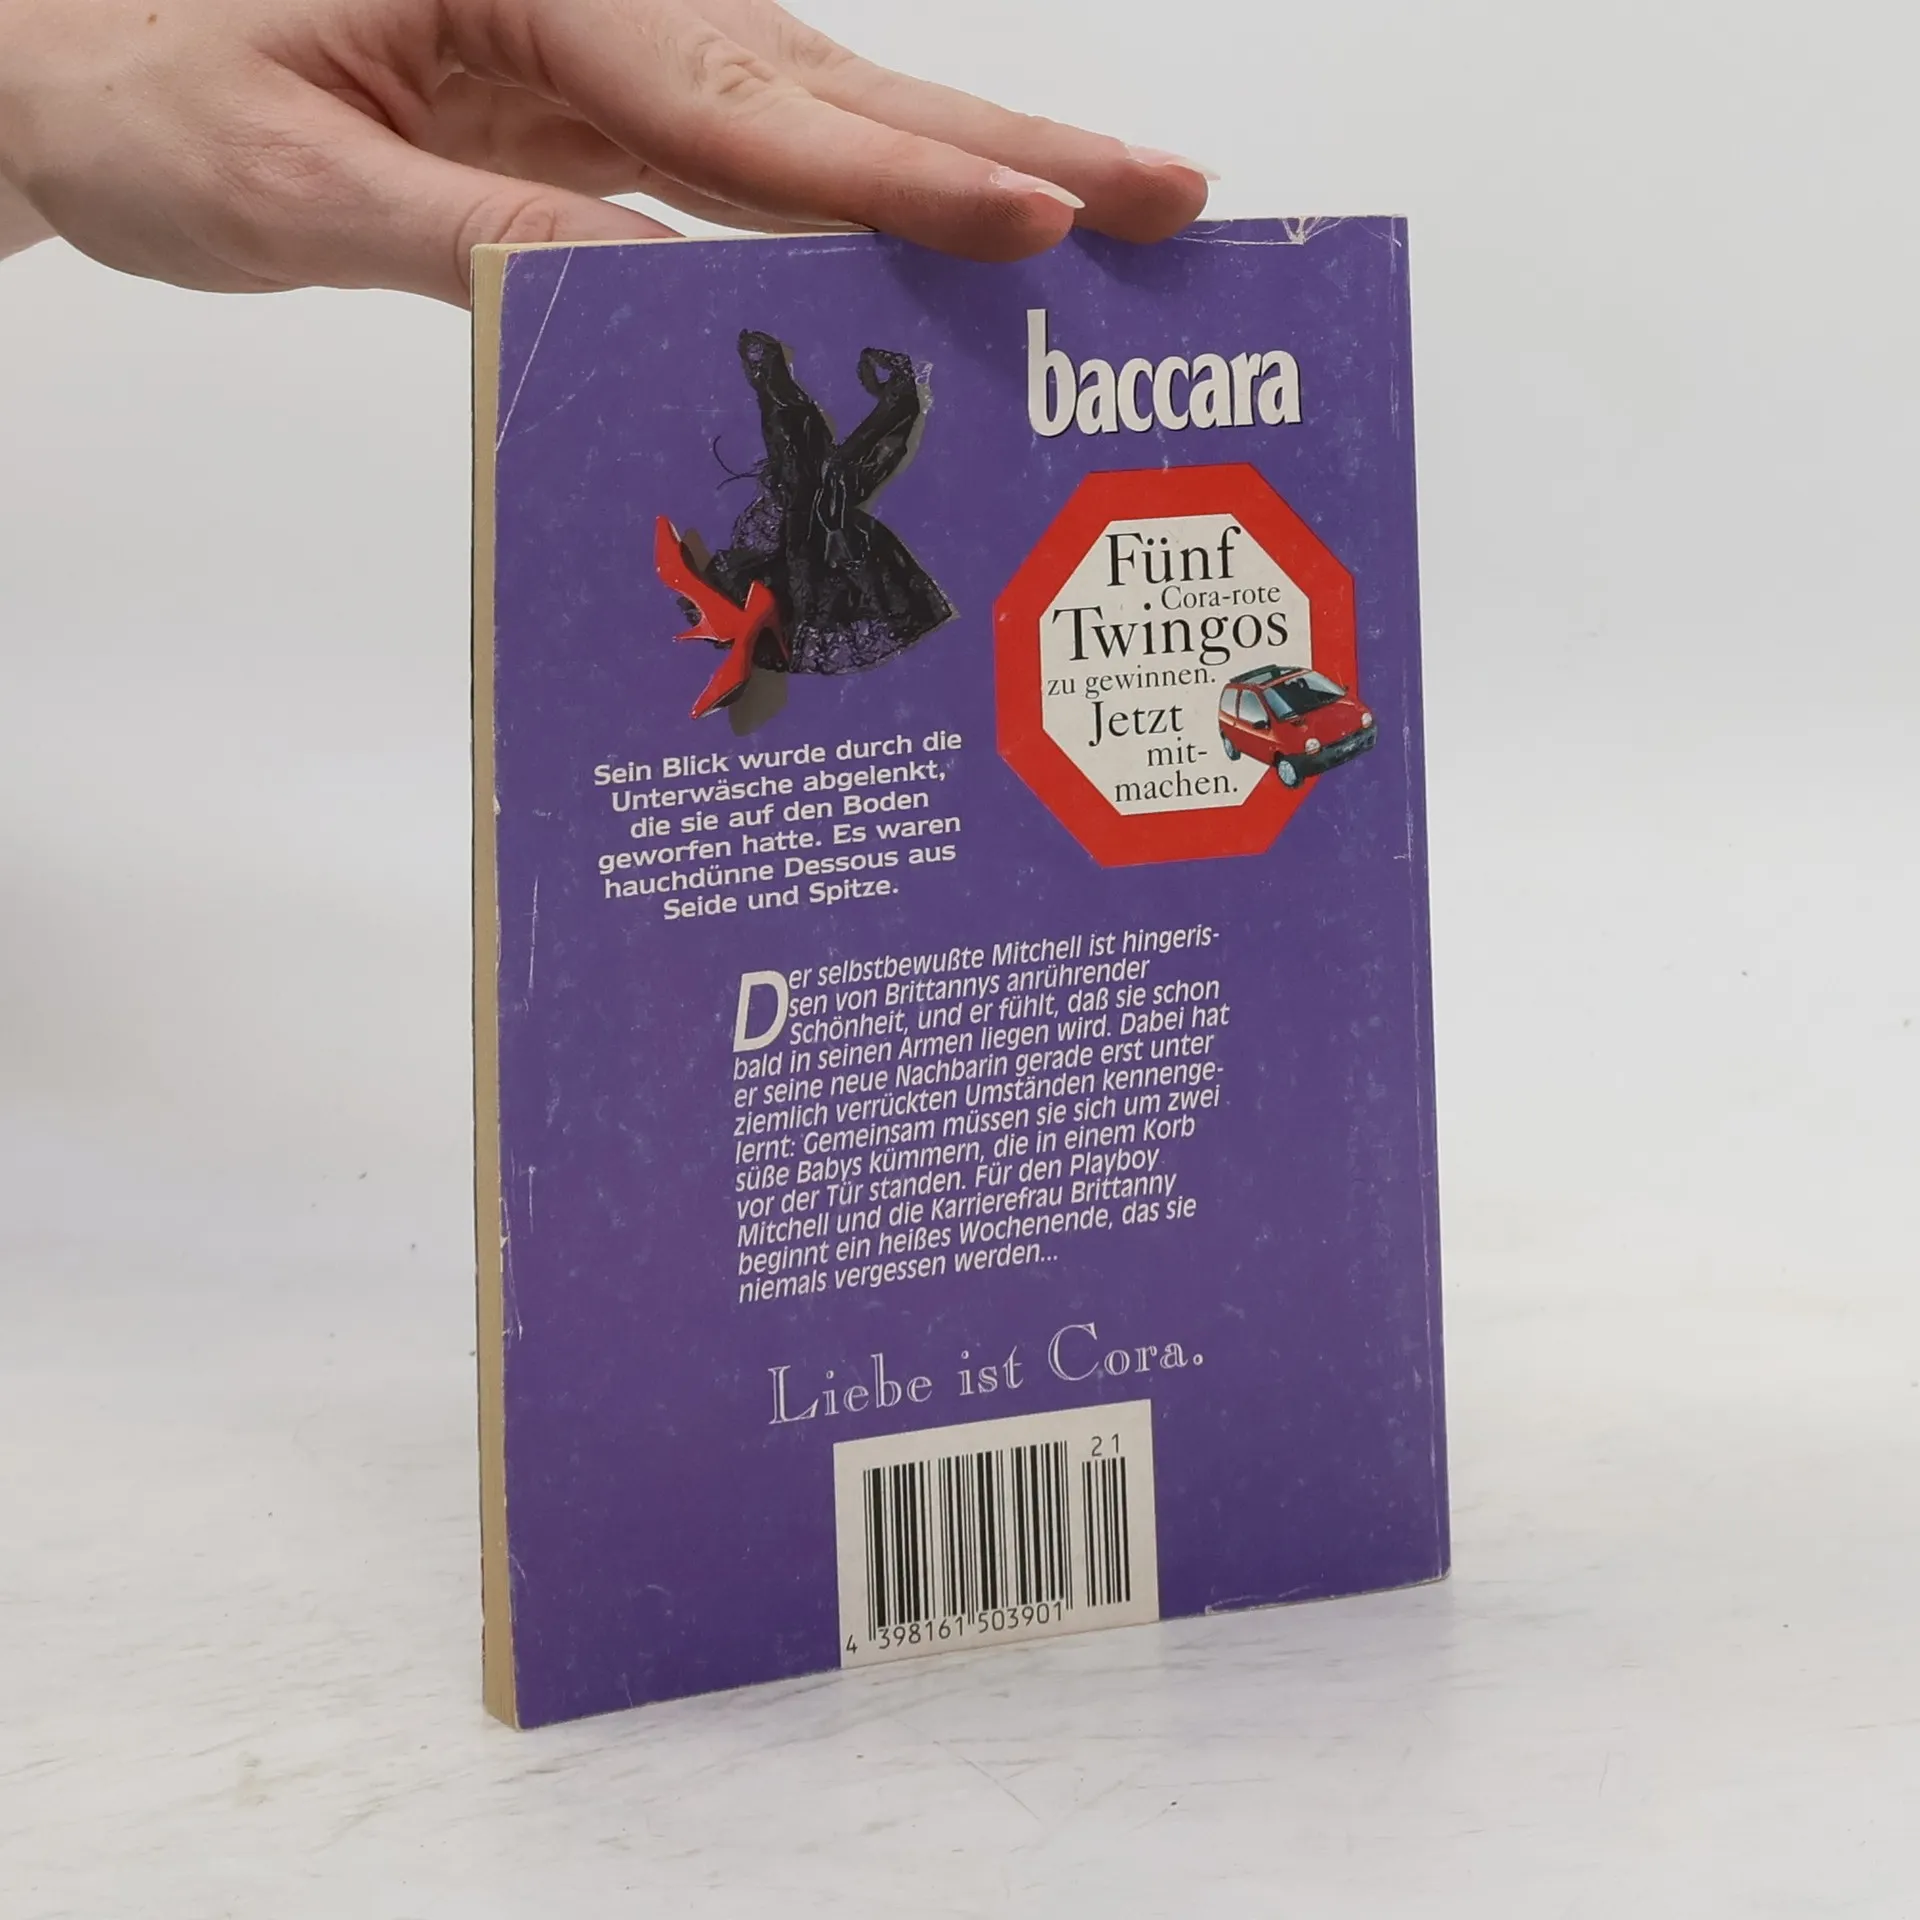 baccara
Fünf
Cora-rote
Twingos
zu gewinnen.
Jetzt
mit-
machen.
Sein Blick wurde durch die
Unterwäsche abgelenkt,
die sie auf den Boden
geworfen hatte. Es waren
hauchdünne Dessous aus
Seide und Spitze.
Der selbstbewußte Mitchell ist hingeris-
sen von Brittannys anrührender
Schönheit, und er fühlt, daß sie schon
bald in seinen Armen liegen wird. Dabei hat
er seine neue Nachbarin gerade erst unter
ziemlich verrückten Umständen kennenge-
lernt: Gemeinsam müssen sie sich um zwei
süße Babys kümmern, die in einem Korb
vor der Tür standen. Für den Playboy
Mitchell und die Karrierefrau Brittanny
beginnt ein heißes Wochenende, das sie
niemals vergessen werden...
Liebe ist Cora.
21
4 398161 503901